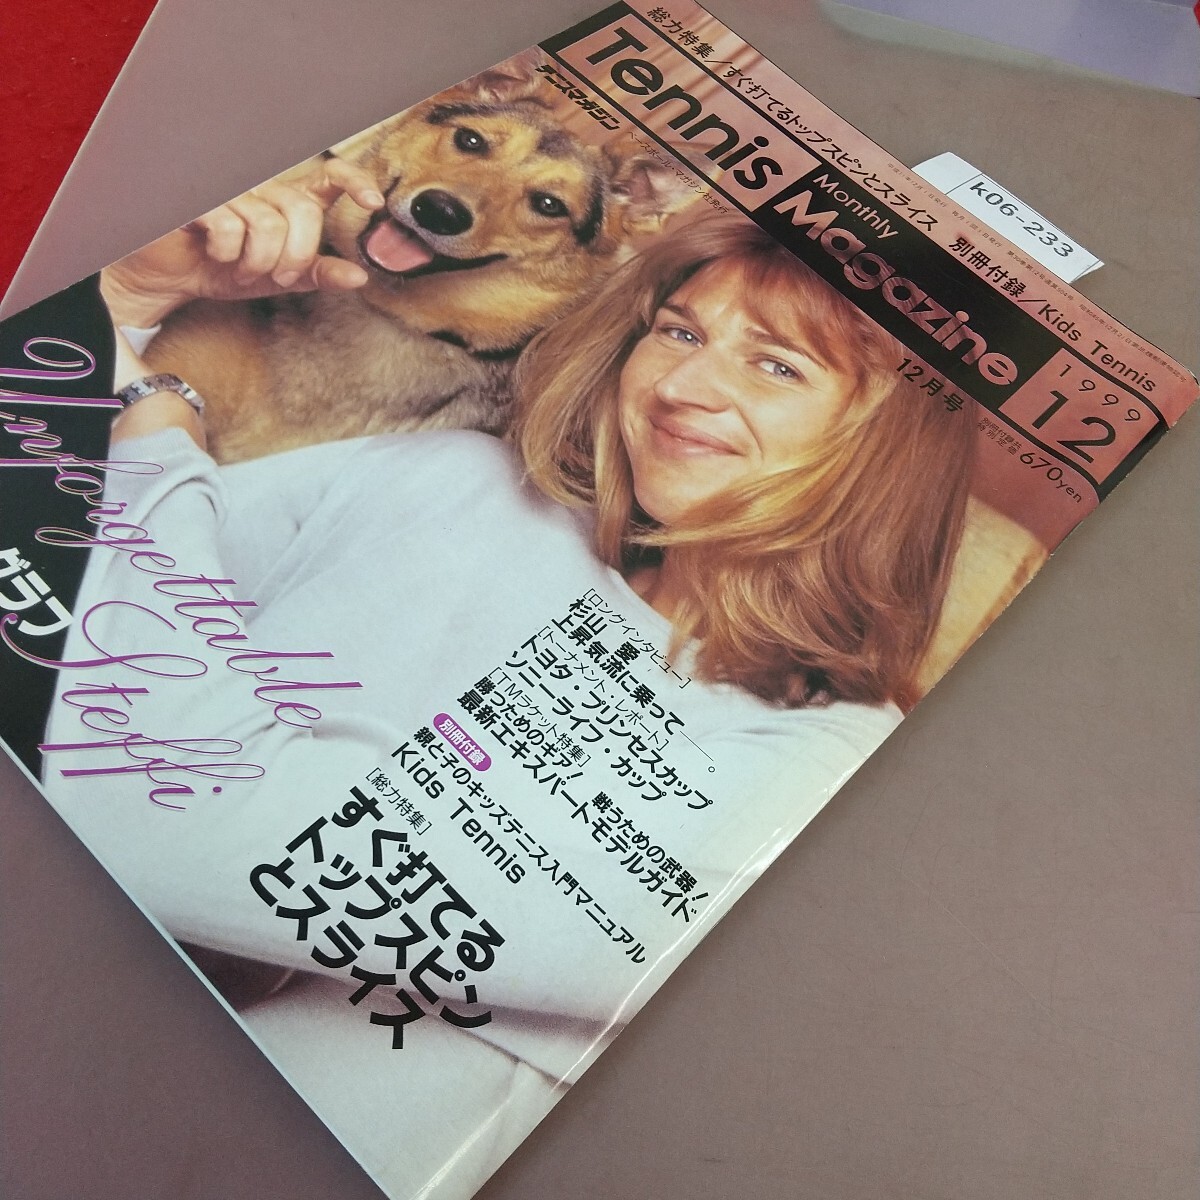 総力特集/すぐ打てるトップスピンとスライス 別冊付録/Kids Tennis
Tennis
Monthly
Magazine
テニスマガジン
ベースボール・マガジン社発行
1999
12
12月号
別冊付録共
特別定価
670yen
k06-233
Unforgettable
Steffi
グラフ
[ロングインタビュー]
杉山 愛
上昇気流に乗って——。
[トーナメント・レポート]
トヨタ・プリンセスカップ
ソニーライフ・カップ
[TMラケット特集]
勝つためのギア! 戦うための武器!
最新エキスパートモデルガイド
別冊付録
親と子のキッズテニス入門マニュアル
Kids Tennis
[総力特集]
すぐ打てる
トップスピン
とスライス